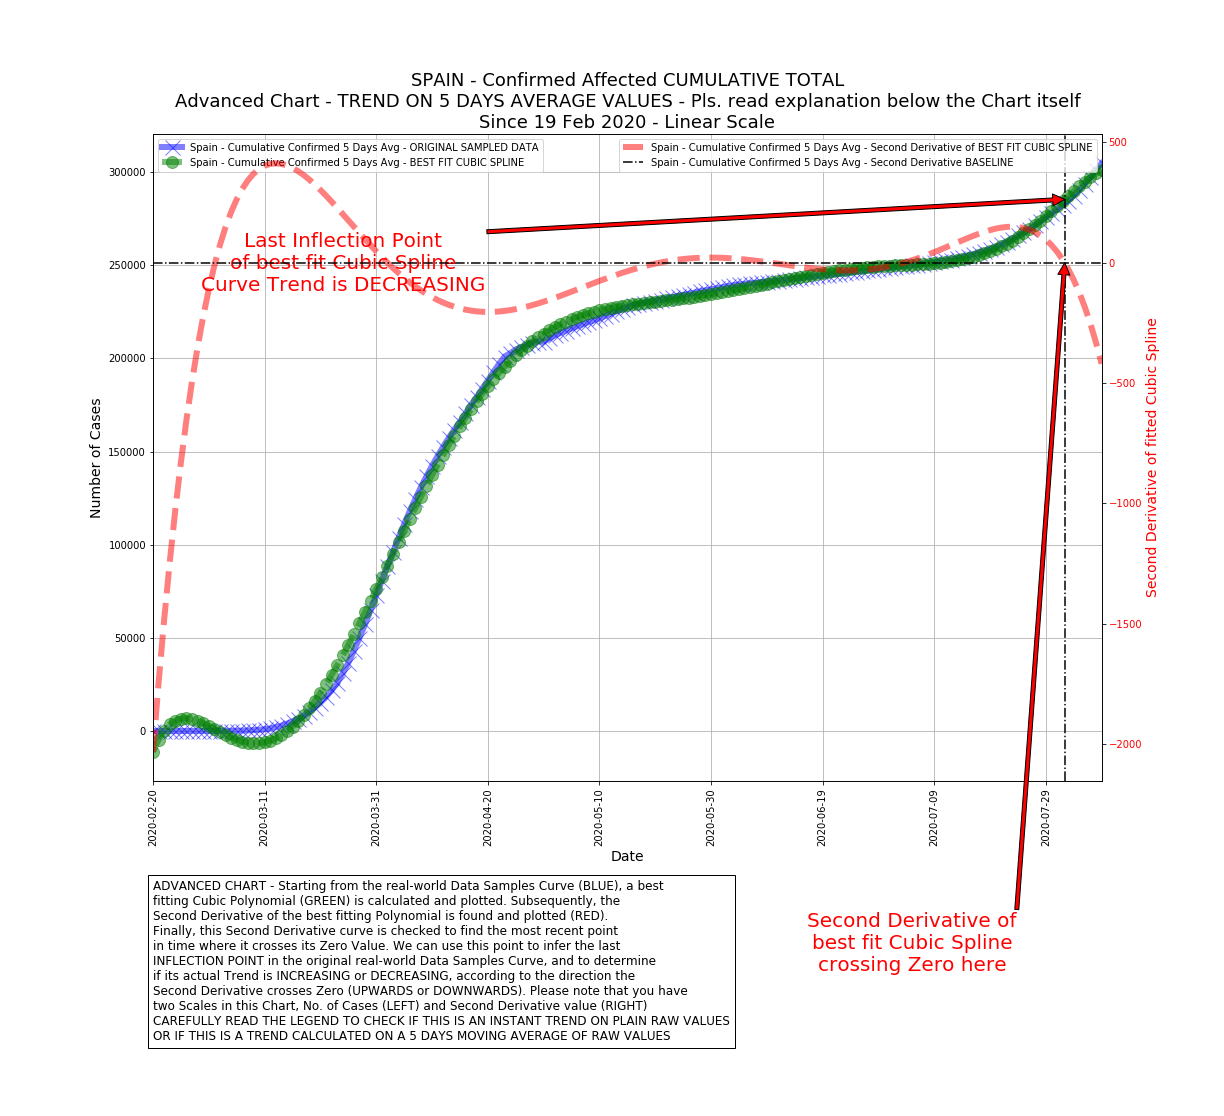 SPAIN - Confirmed Affected CUMULATIVE TOTAL
Advanced Chart - TREND ON 5 DAYS AVERAGE VALUES - Pls. read explanation below the Chart itself
Since 19 Feb 2020 - Linear Scale
Spain - Cumulative Confirmed 5 Days Avg - ORIGINAL SAMPLED DATA
Spain - Cumulative Confirmed 5 Days Avg - BEST FIT CUBIC SPLINE
Spain - Cumulative Confirmed 5 Days Avg - Second Derivative of BEST FIT CUBIC SPLINE
Spain - Cumulative Confirmed 5 Days Avg - Second Derivative BASELINE
Last Inflection Point
of best fit Cubic Spline
Curve Trend is DECREASING
Number of Cases
300000
250000
200000
150000
100000
50000
0
500
0
−500
−1000
−1500
−2000
Second Derivative of fitted Cubic Spline
2020-02-20
2020-03-11
2020-03-31
2020-04-20
2020-05-10
2020-05-30
2020-06-19
2020-07-09
2020-07-29
Date
ADVANCED CHART - Starting from the real-world Data Samples Curve (BLUE), a best
fitting Cubic Polynomial (GREEN) is calculated and plotted. Subsequently, the
Second Derivative of the best fitting Polynomial is found and plotted (RED).
Finally, this Second Derivative curve is checked to find the most recent point
in time where it crosses its Zero Value. We can use this point to infer the last
INFLECTION POINT in the original real-world Data Samples Curve, and to determine
if its actual Trend is INCREASING or DECREASING, according to the direction the
Second Derivative crosses Zero (UPWARDS or DOWNWARDS). Please note that you have
two Scales in this Chart, No. of Cases (LEFT) and Second Derivative value (RIGHT)
CAREFULLY READ THE LEGEND TO CHECK IF THIS IS AN INSTANT TREND ON PLAIN RAW VALUES
OR IF THIS IS A TREND CALCULATED ON A 5 DAYS MOVING AVERAGE OF RAW VALUES
Second Derivative of
best fit Cubic Spline
crossing Zero here